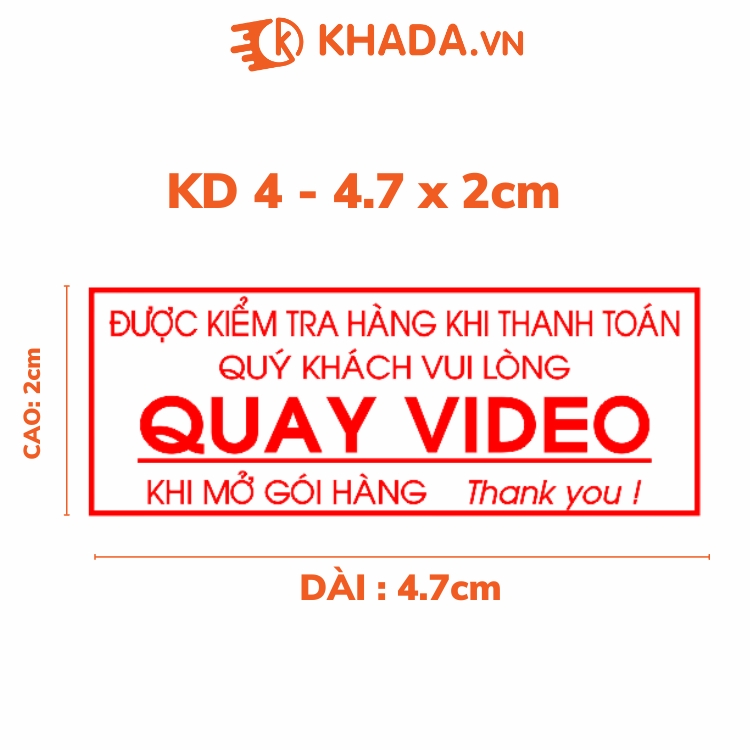 KHADA.VN
KD 4 - 4.7 x 2cm
ĐƯỢC KIỂM TRA HÀNG KHI THANH TOÁN
QUÝ KHÁCH VUI LÒNG
QUAY VIDEO
KHI MỞ GÓI HÀNG Thank you !
CAO: 2cm
DÀI : 4.7cm